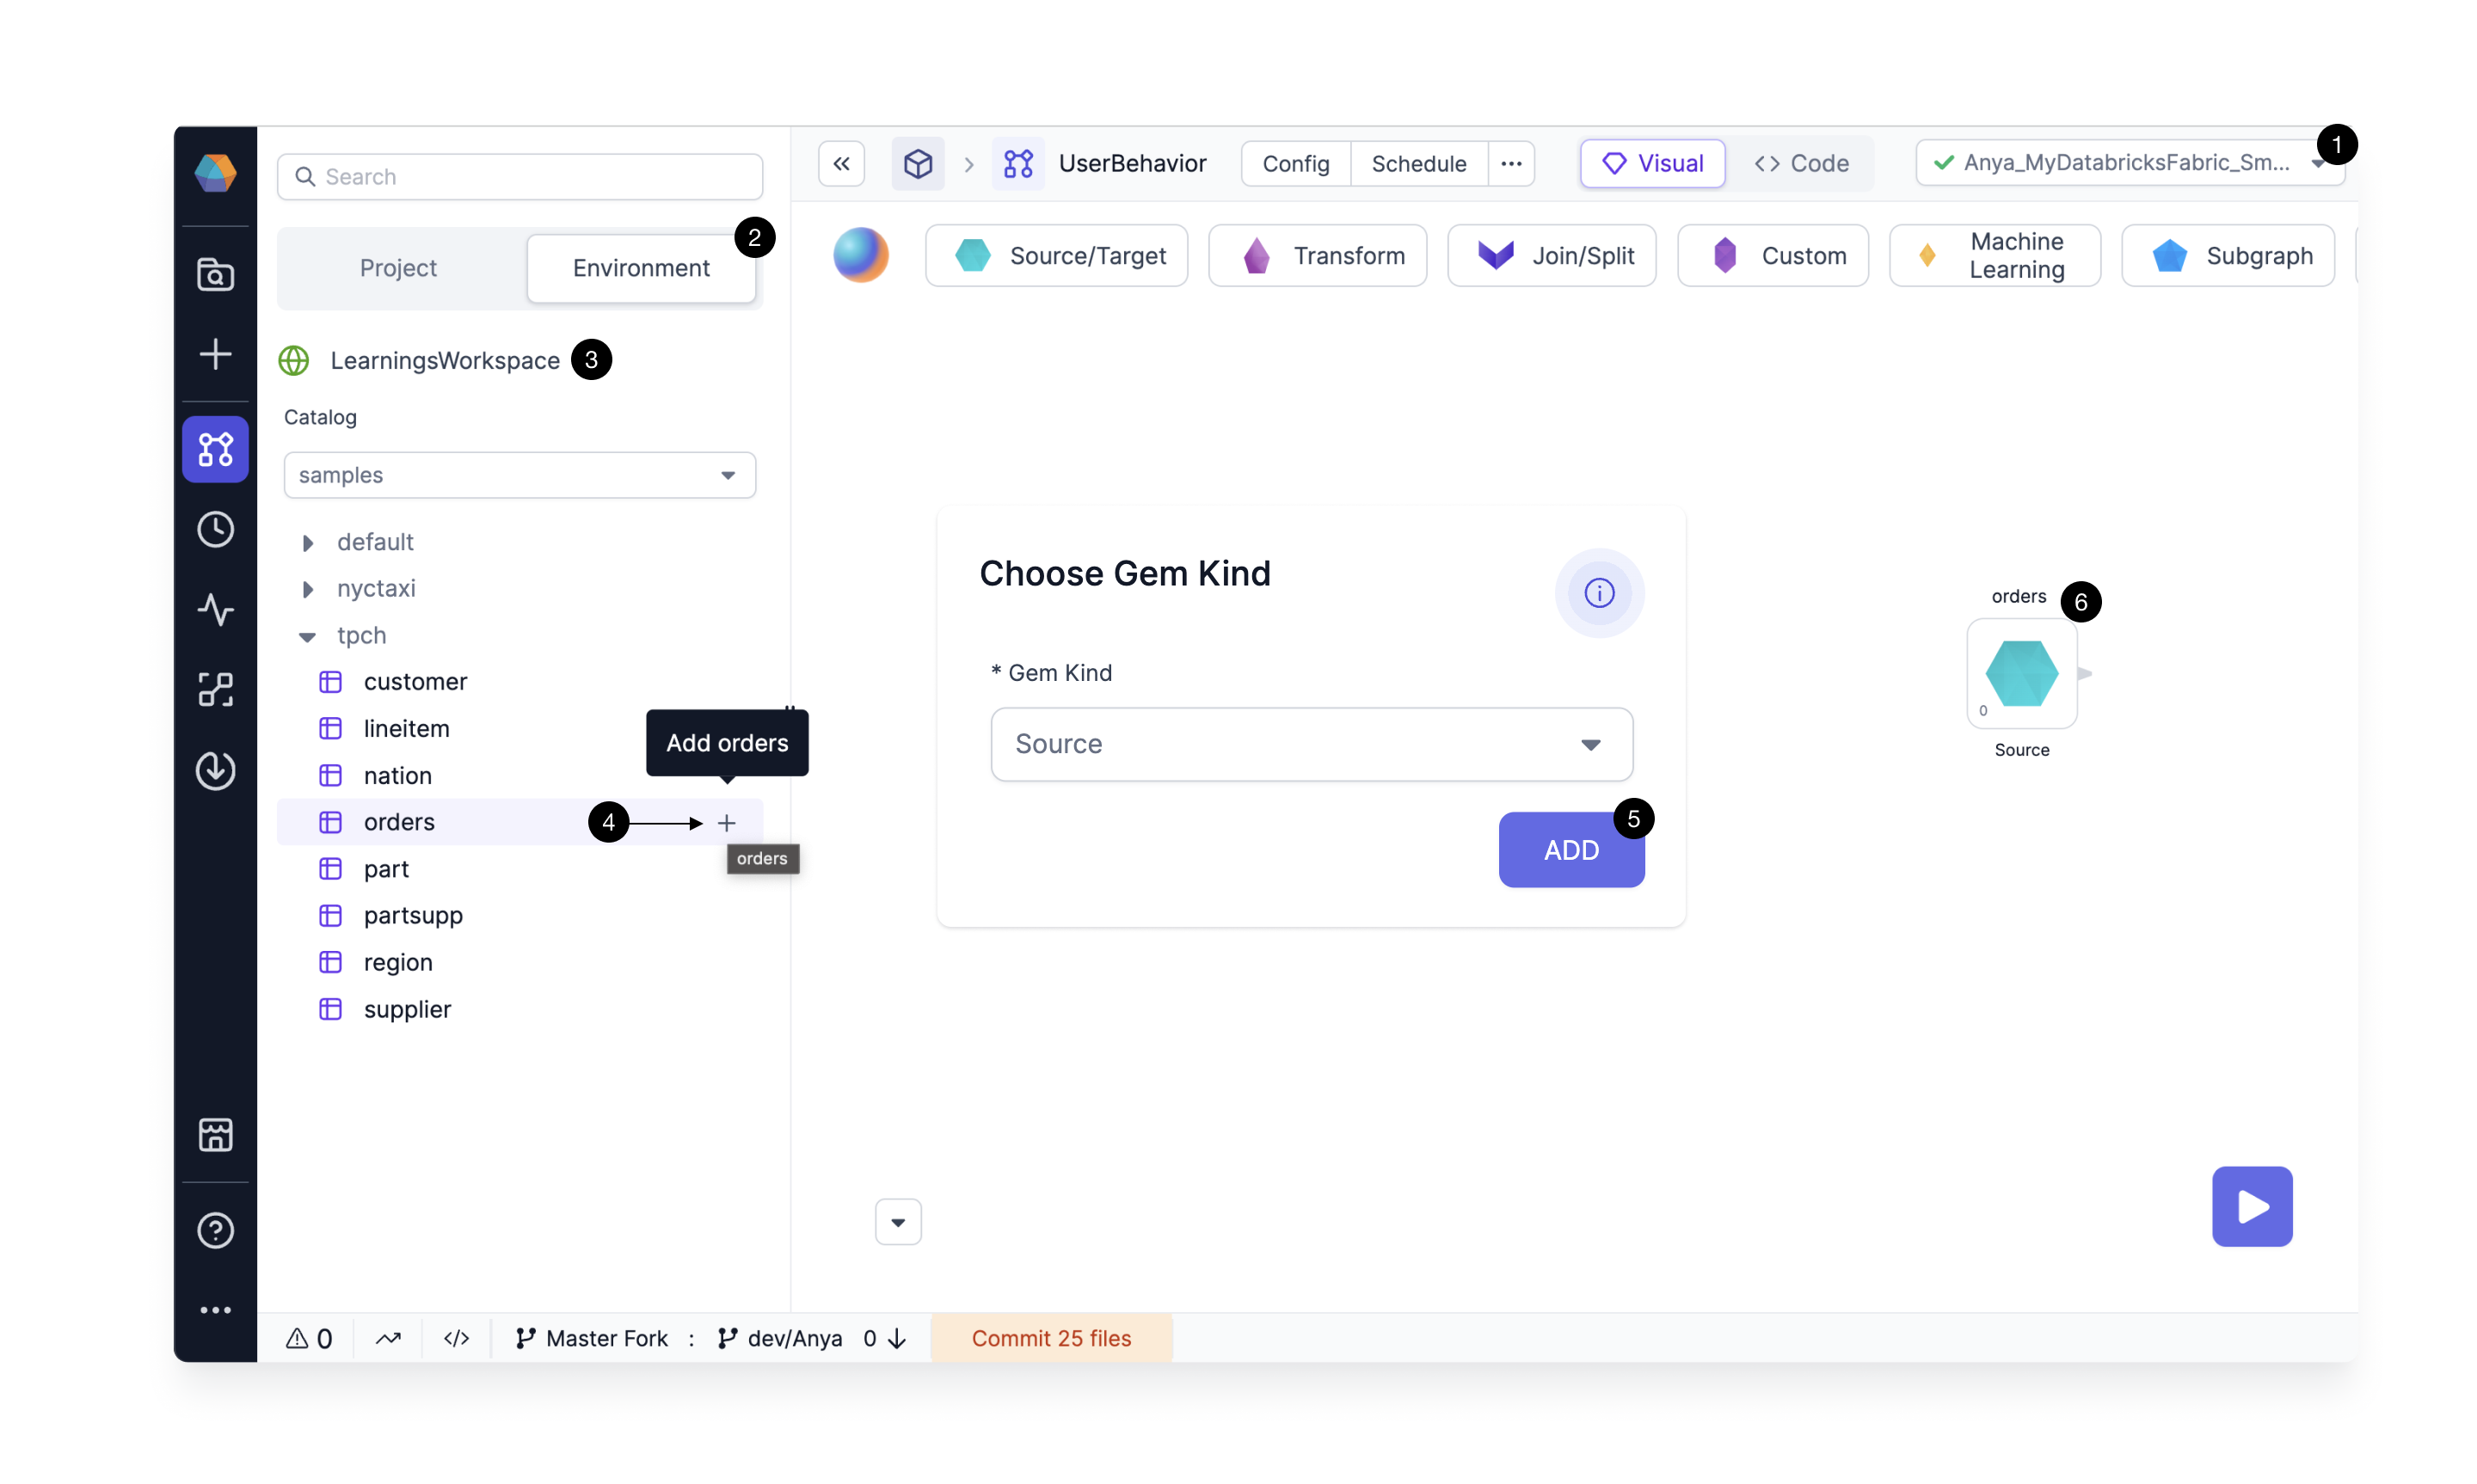 Search
Project
Environment
2
LearningsWorkspace
3
Catalog
samples
default
nyctaxi
tpch
customer
lineitem
nation
orders
4
part
partsupp
region
supplier
Add orders
orders
UserBehavior
Config
Schedule
Visual
Code
Anya_MyDatabricksFabric_Sm...
1
Source/Target
Transform
Join/Split
Custom
Machine
Learning
Subgraph
Choose Gem Kind
* Gem Kind
Source
ADD
5
orders
6
0
Source
0
Master Fork : dev/Anya 0
Commit 25 files